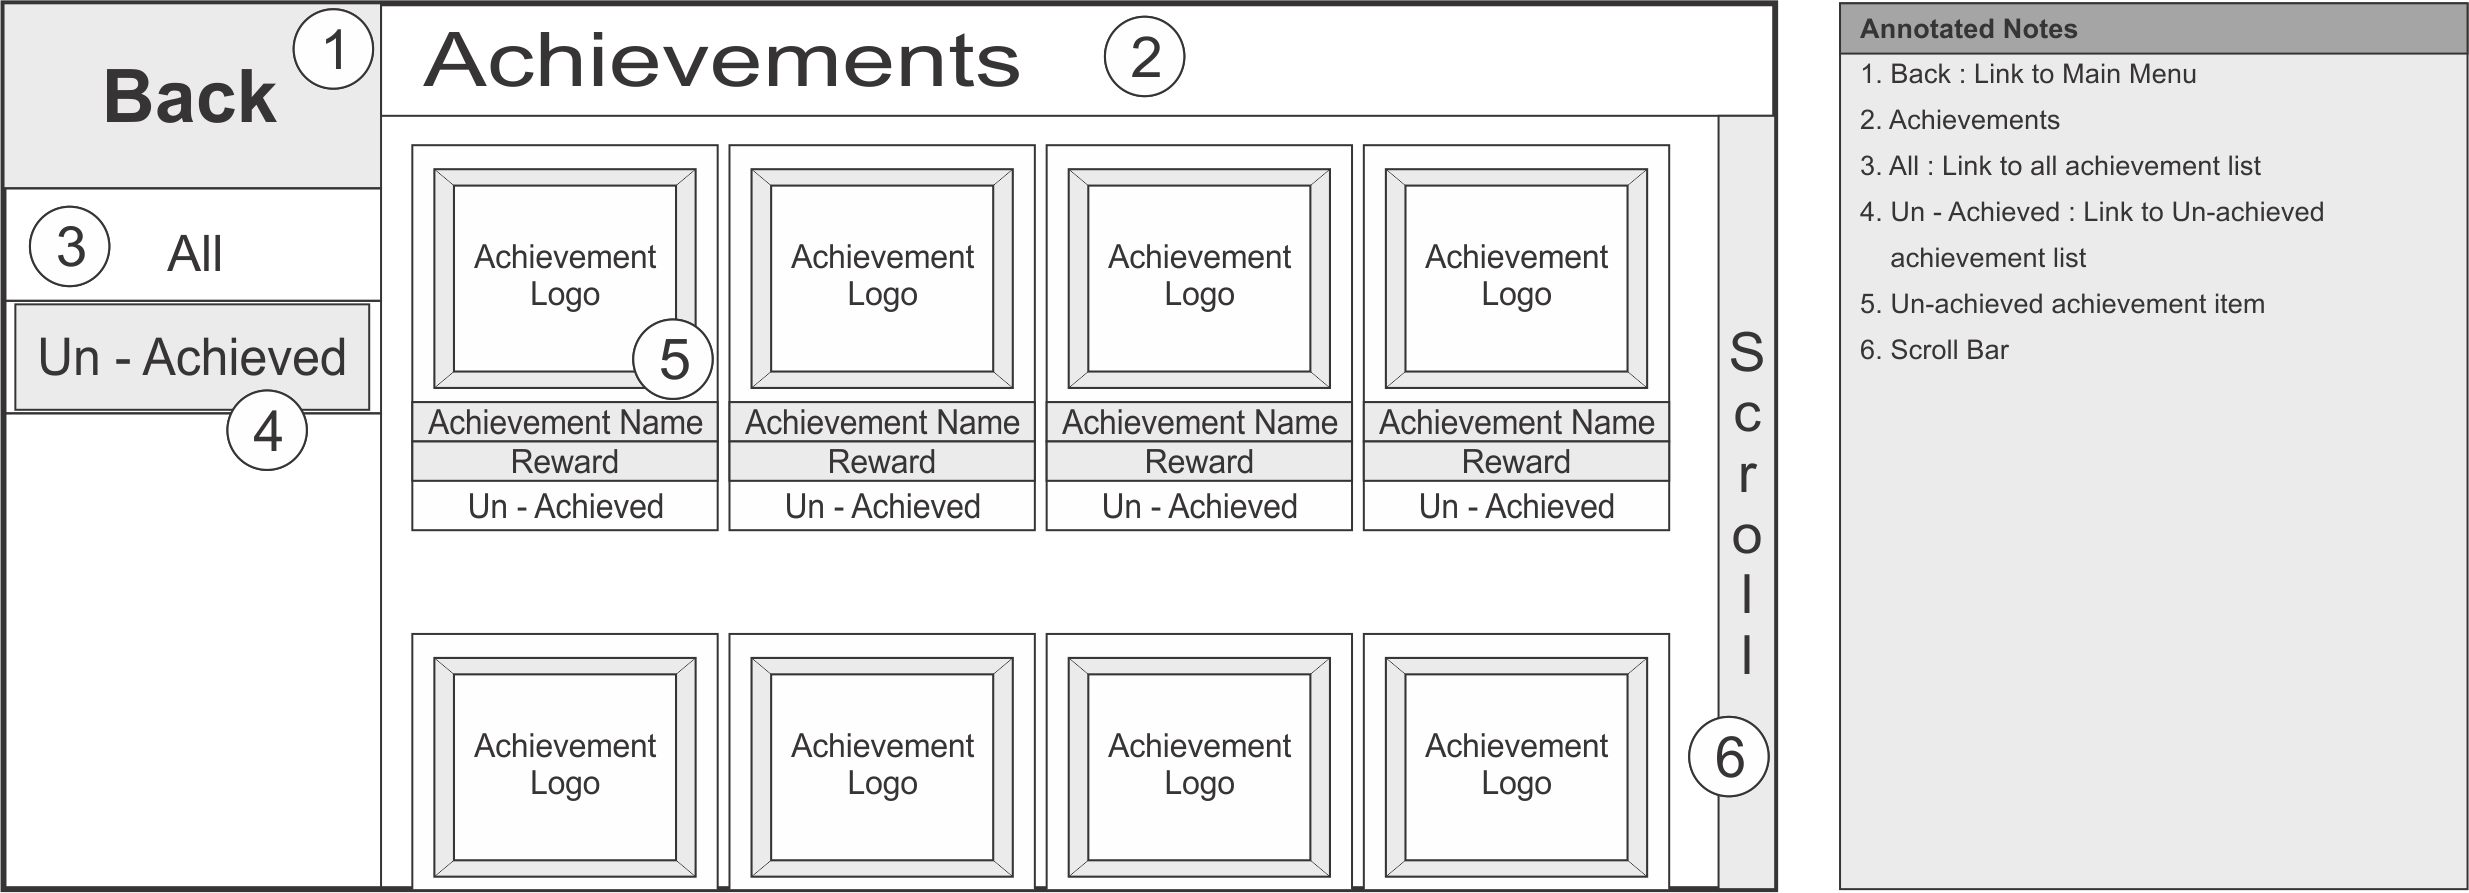 Back
1
Achievements
2
3
All
Un - Achieved
4
Achievement
Logo
5
Achievement Name
Reward
Un - Achieved
Achievement
Logo
Achievement Name
Reward
Un - Achieved
Achievement
Logo
Achievement Name
Reward
Un - Achieved
Achievement
Logo
Achievement Name
Reward
Un - Achieved
Achievement
Logo
Achievement
Logo
Achievement
Logo
Achievement
Logo
Scroll
6
Annotated Notes
1. Back : Link to Main Menu
2. Achievements
3. All : Link to all achievement list
4. Un - Achieved : Link to Un-achieved
achievement list
5. Un-achieved achievement item
6. Scroll Bar